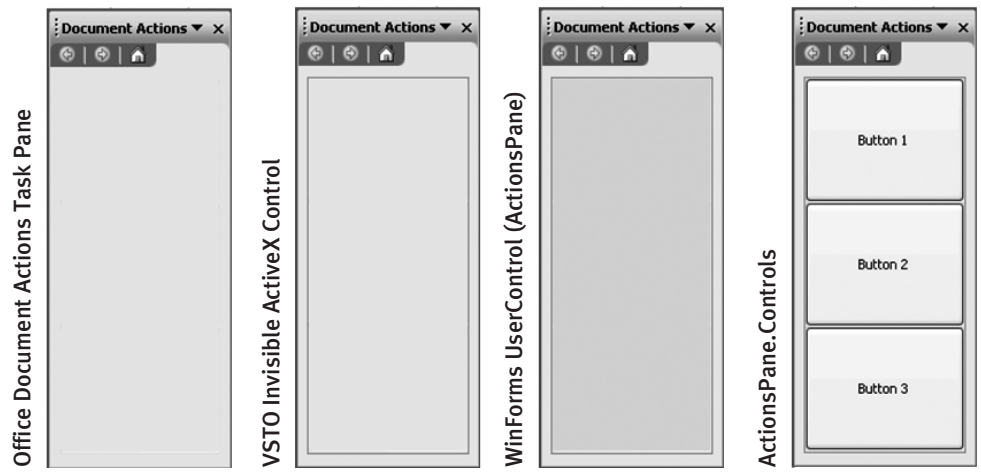 Office Document Actions Task Pane
Document Actions
VSTO Invisible ActiveX Control
Document Actions
WinForms UserControl (ActionsPane)
Document Actions
ActionsPane.Controls
Document Actions
Button 1
Button 2
Button 3